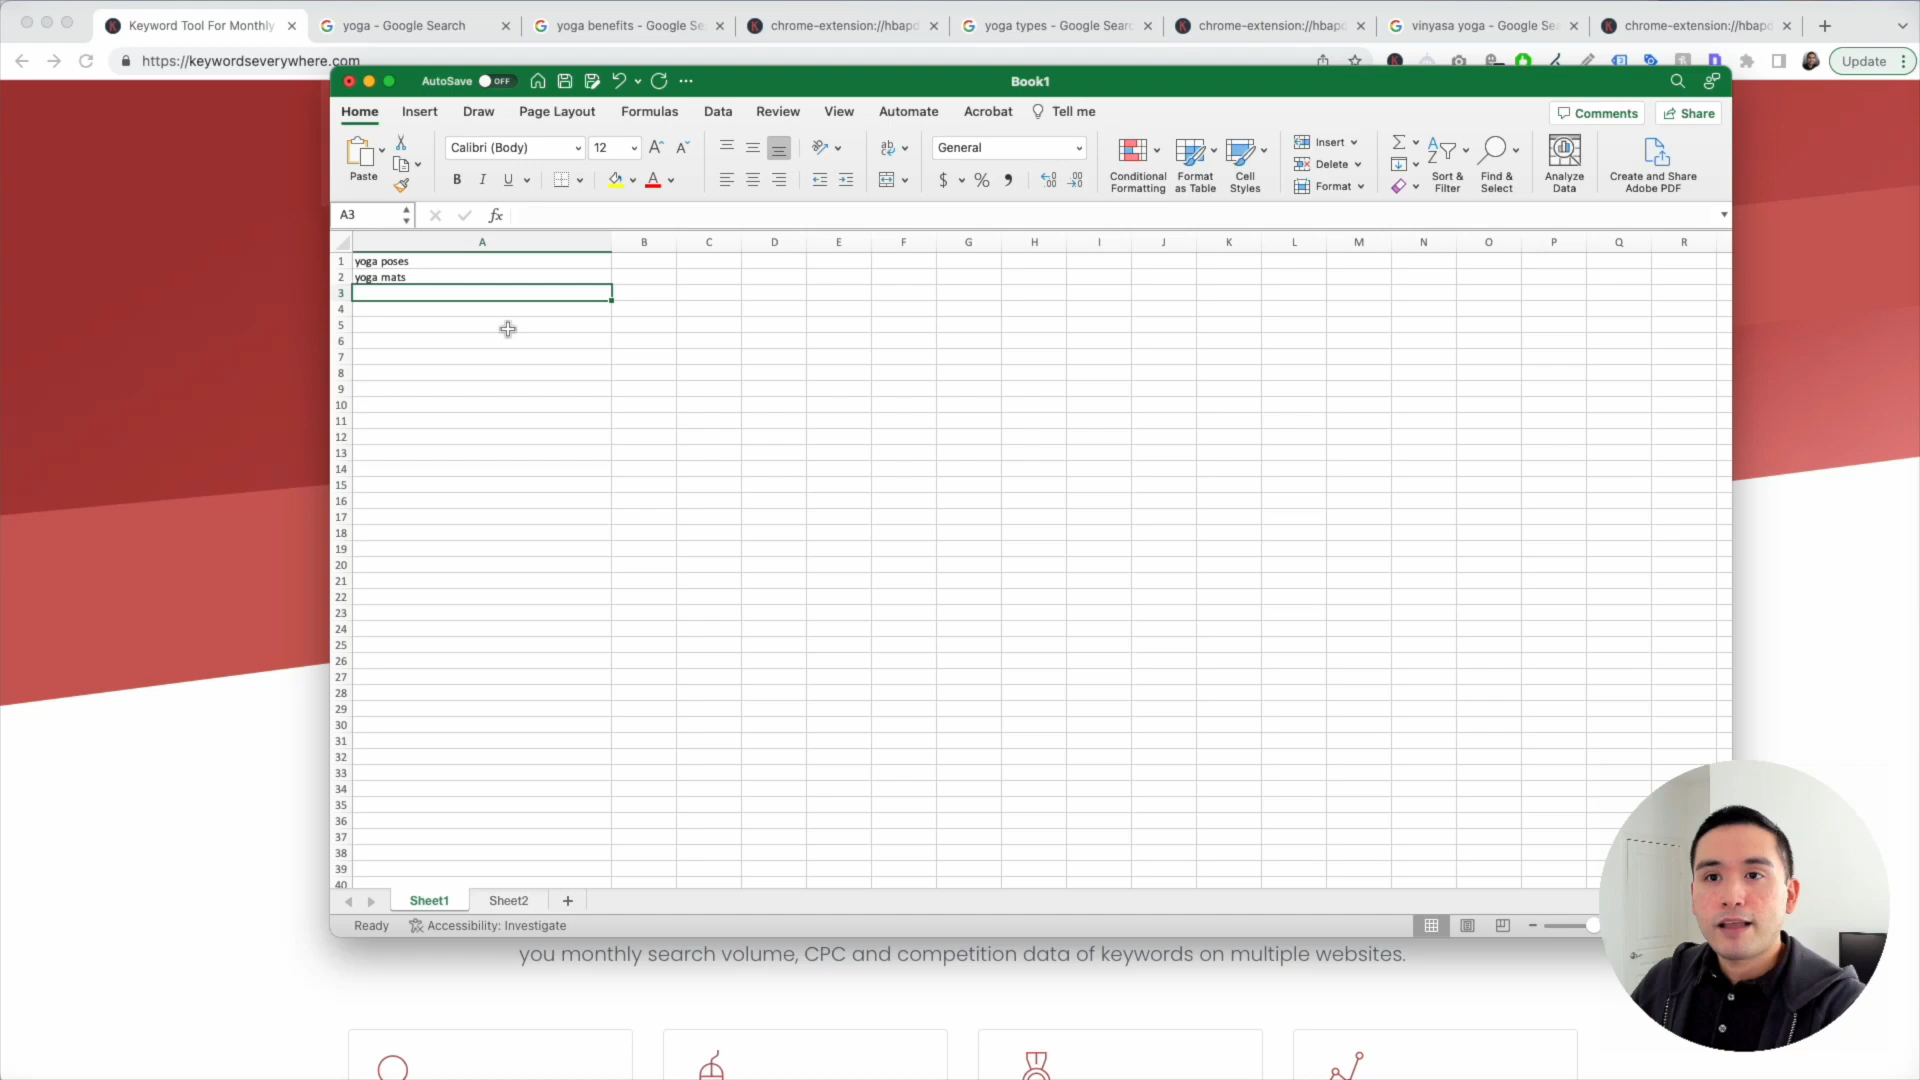 Keyword Tool For Monthly
yoga - Google Search
yoga benefits - Google Se
chrome-extension://hbapd
yoga types - Google Searc
chrome-extension://hbapd
vinyasa yoga - Google Sea
chrome-extension://hbapd
https://keywordseverywhere.com
Update
AutoSave OFF
Book1
Home
Insert
Draw
Page Layout
Formulas
Data
Review
View
Automate
Acrobat
Tell me
Comments
Share
Paste
Calibri (Body)
12
General
Conditional Formatting
Format as Table
Cell Styles
Insert
Delete
Format
Sort & Filter
Find & Select
Analyze Data
Create and Share Adobe PDF
A3
fx
A B C D E F G H I J K L M N O P Q R
1 yoga poses
2 yoga mats
3
4
5
6
7
8
9
10
11
12
13
14
15
16
17
18
19
20
21
22
23
24
25
26
27
28
29
30
31
32
33
34
35
36
37
38
39
40
Sheet1
Sheet2
Ready
Accessibility: Investigate
you monthly search volume, CPC and competition data of keywords on multiple websites.